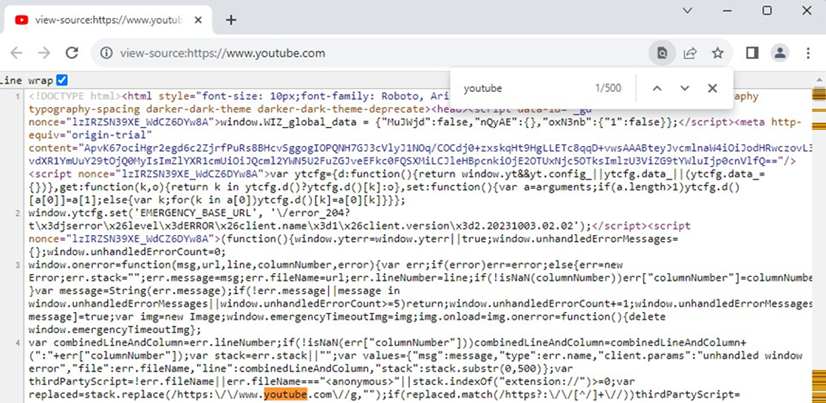 view-source:https://www.youtube
view-source:https://www.youtube.com
youtube
1/500
Line wrap
1 <!DOCTYPE html><html style="font-size: 10px;font-family: Roboto, Ari
typography-spacing darker-dark-theme darker-dark-theme-deprecate><head><script data-id="_gd
nonce="lzIRZSN39XE_WdCZ6DYw8A">window.WIZ_global_data = {"MuJWjd":false,"nQyAE":{},"oxN3nb":{"1":false}};</script><meta http-
equiv="origin-trial"
<script nonce="lzIRZSN39XE_WdCZ6DYw8A">var ytcfg={d:function(){return window.yt&&yt.config_||ytcfg.data_||(ytcfg.data_=
{})},get:function(k,o){return k in ytcfg.d()?ytcfg.d()[k]:o},set:function(){var a=arguments;if(a.length>1)ytcfg.d()
[a[0]]=a[1];else{var k;for(k in a[0])ytcfg.d()[k]=a[0][k]}}};
2
window.ytcfg.set('EMERGENCY_BASE_URL', '\/error_204?
t\x3djserror\x26level\x3dERROR\x26client.name\x3d1\x26client.version\x3d2.20231003.02.02');</script><script
nonce="lzIRZSN39XE_WdCZ6DYw8A">(function(){window.yterr=window.yterr||true;window.unhandledErrorMessages=
{};window.unhandledErrorCount=0;
3 window.onerror=function(msg,url,line,columnNumber,error){var err;if(error)err=error;else{err=new
Error;err.stack="";err.message=msg;err.fileName=url;err.lineNumber=line;if(!isNaN(columnNumber))err["columnNumber"]=columnNumbe
}var message=String(err.message);if(!err.message||message in
window.unhandledErrorMessages||window.unhandledErrorCount>=5)return;window.unhandledErrorCount+=1;window.unhandledErrorMessages
message]=true;var img=new Image;window.emergencyTimeoutImg=img;img.onload=img.onerror=function(){delete
window.emergencyTimeoutImg};
4 var combinedLineAndColumn=err.lineNumber;if(!isNaN(err["columnNumber"]))combinedLineAndColumn=combinedLineAndColumn+
(":"+err["columnNumber"]);var stack=err.stack||"";var values={"msg":message,"type":err.name,"client.params":"unhandled window
error","file":err.fileName,"line":combinedLineAndColumn,"stack":stack.substr(0,500)};var
thirdPartyScript=!err.fileName||err.fileName==="<anonymous>"||stack.indexOf("extension://")>=0;var
replaced=stack.replace(/https:\/\/www.youtube.com\//g,"");if(replaced.match(/https?:\/\/[^/]+\//))thirdPartyScript=